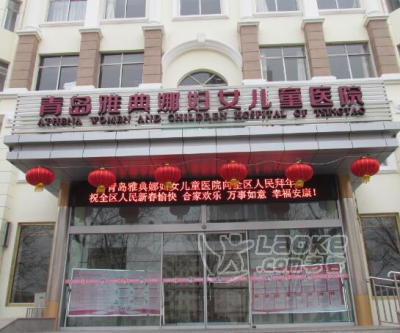 青岛雅典娜妇女儿童医院
ATHENA WOMEN AND CHILDREN HOSPITAL OF TSINGTAO
青岛雅典娜妇女儿童医院向全区人民拜年
祝全区人民新春愉快 合家欢乐 万事如意 幸福安康!
Laoke
.com